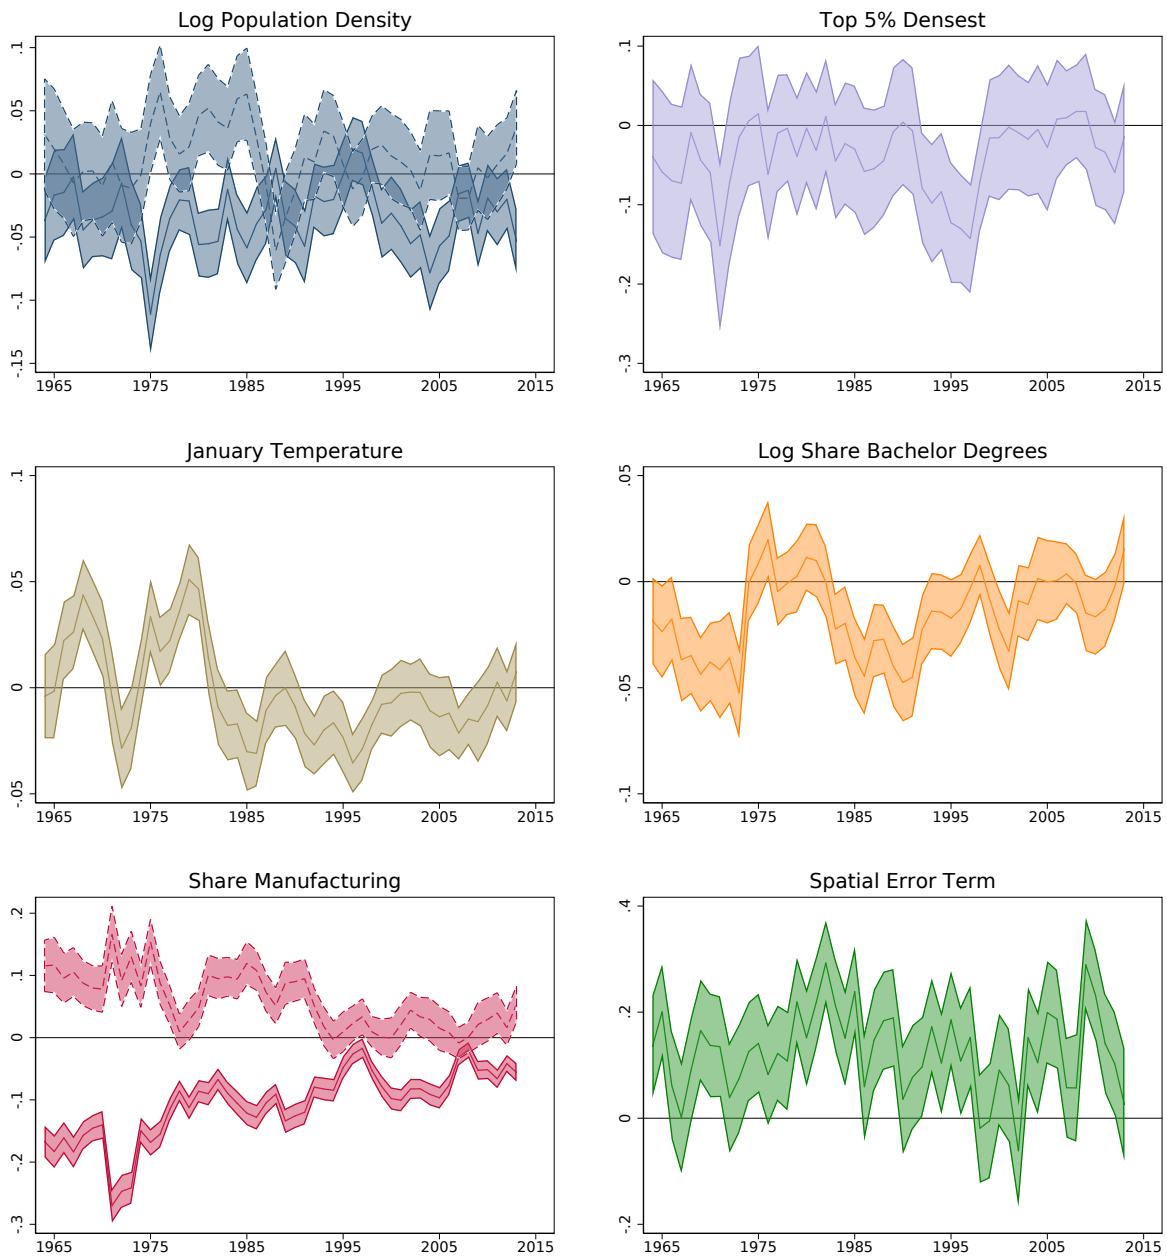 Log Population Density
.1
.05
0
-.05
-.1
-.15
1965 1975 1985 1995 2005 2015
Top 5% Densest
.1
0
-.1
-.2
-.3
1965 1975 1985 1995 2005 2015
January Temperature
.1
.05
0
-.05
1965 1975 1985 1995 2005 2015
Log Share Bachelor Degrees
.05
0
-.05
-.1
1965 1975 1985 1995 2005 2015
Share Manufacturing
.2
.1
0
-.1
-.2
-.3
1965 1975 1985 1995 2005 2015
Spatial Error Term
.4
.2
0
-.2
1965 1975 1985 1995 2005 2015